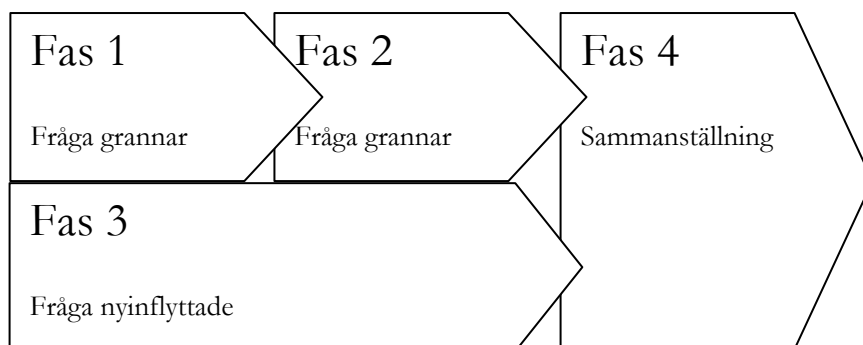 Fas 1
Fråga grannar
Fas 2
Fråga grannar
Fas 4
Sammanställning
Fas 3
Fråga nyinflyttade